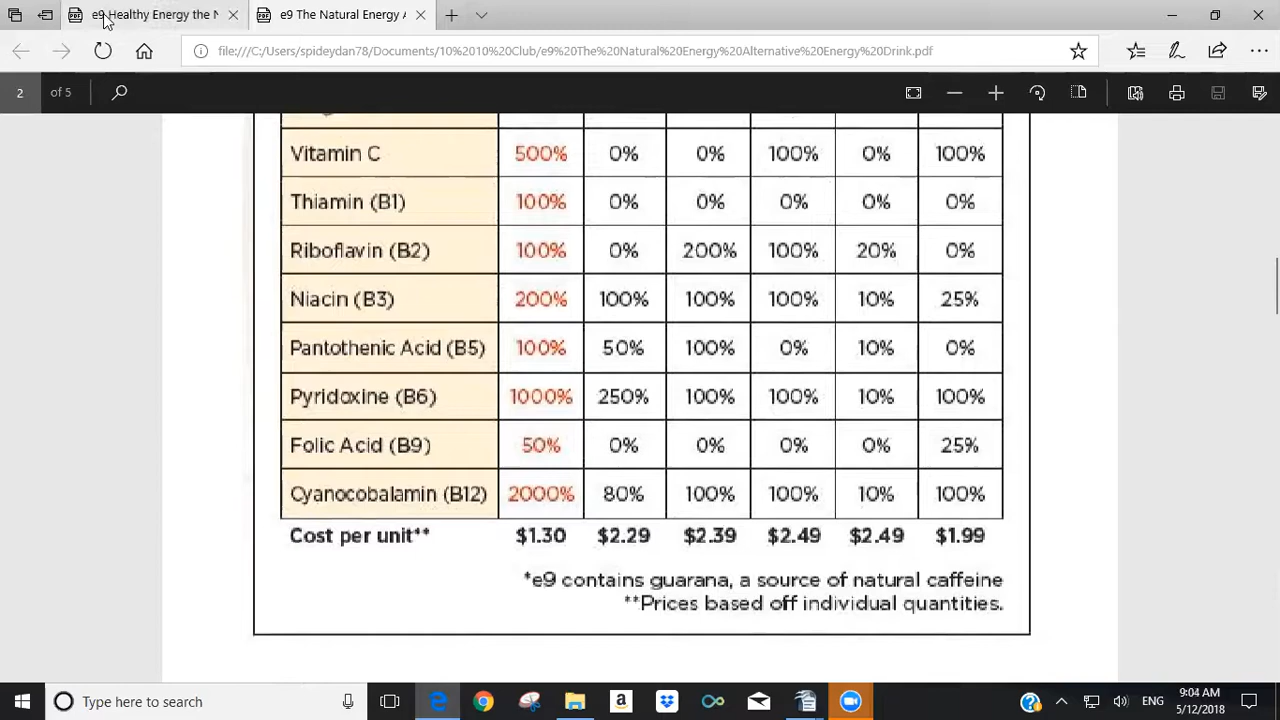 e9 Healthy Energy the N
e9 The Natural Energy A
file:///C:/Users/spideydan78/Documents/10%2010%20Club/e9%20The%20Natural%20Energy%20Alternative%20Energy%20Drink.pdf
2 of 5
Vitamin C 500% 0% 0% 100% 0% 100%
Thiamin (B1) 100% 0% 0% 0% 0% 0%
Riboflavin (B2) 100% 0% 200% 100% 20% 0%
Niacin (B3) 200% 100% 100% 100% 10% 25%
Pantothenic Acid (B5) 100% 50% 100% 0% 10% 0%
Pyridoxine (B6) 1000% 250% 100% 100% 10% 100%
Folic Acid (B9) 50% 0% 0% 0% 0% 25%
Cyanocobalamin (B12) 2000% 80% 100% 100% 10% 100%
Cost per unit** $1.30 $2.29 $2.39 $2.49 $2.49 $1.99
*e9 contains guarana, a source of natural caffeine
**Prices based off individual quantities.
Type here to search
ENG
9:04 AM
5/12/2018